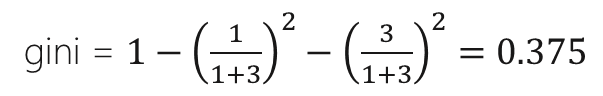 gini = 1 − (1/(1+3))² − (3/(1+3))² = 0.375